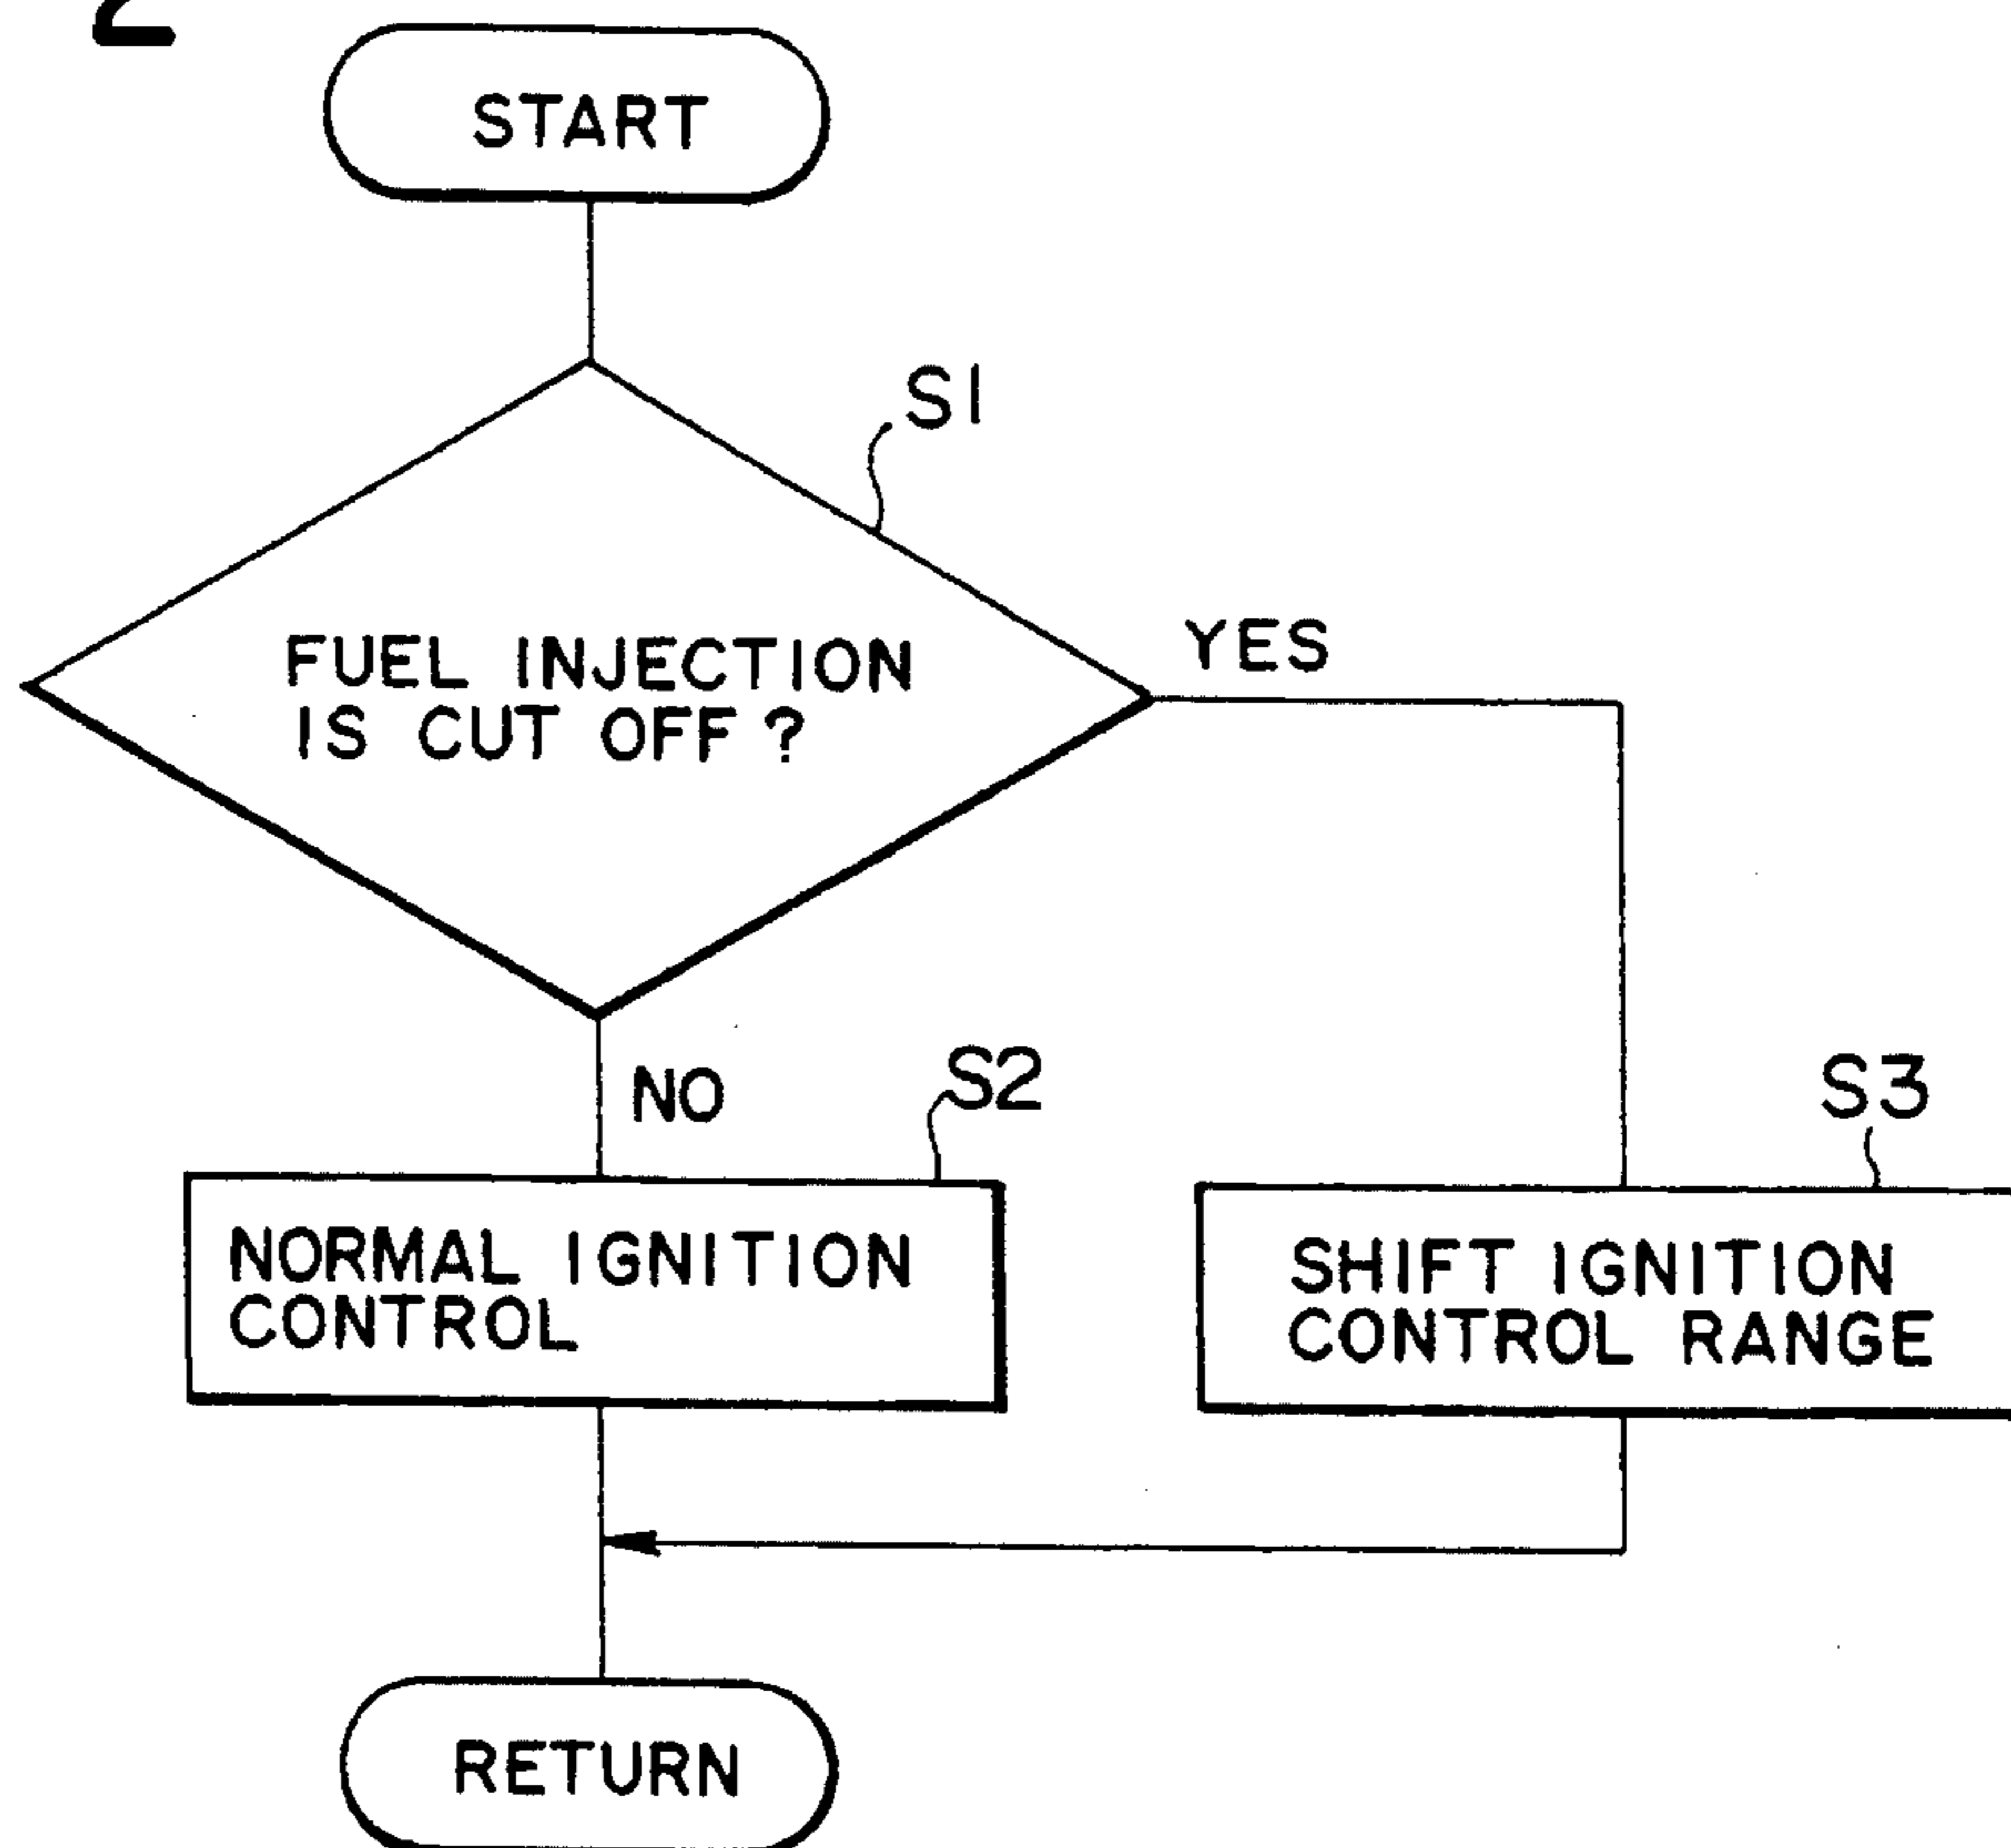 2
START
S1
FUEL INJECTION
IS CUT OFF ?
YES
NO
S2
S3
NORMAL IGNITION
CONTROL
SHIFT IGNITION
CONTROL RANGE
RETURN